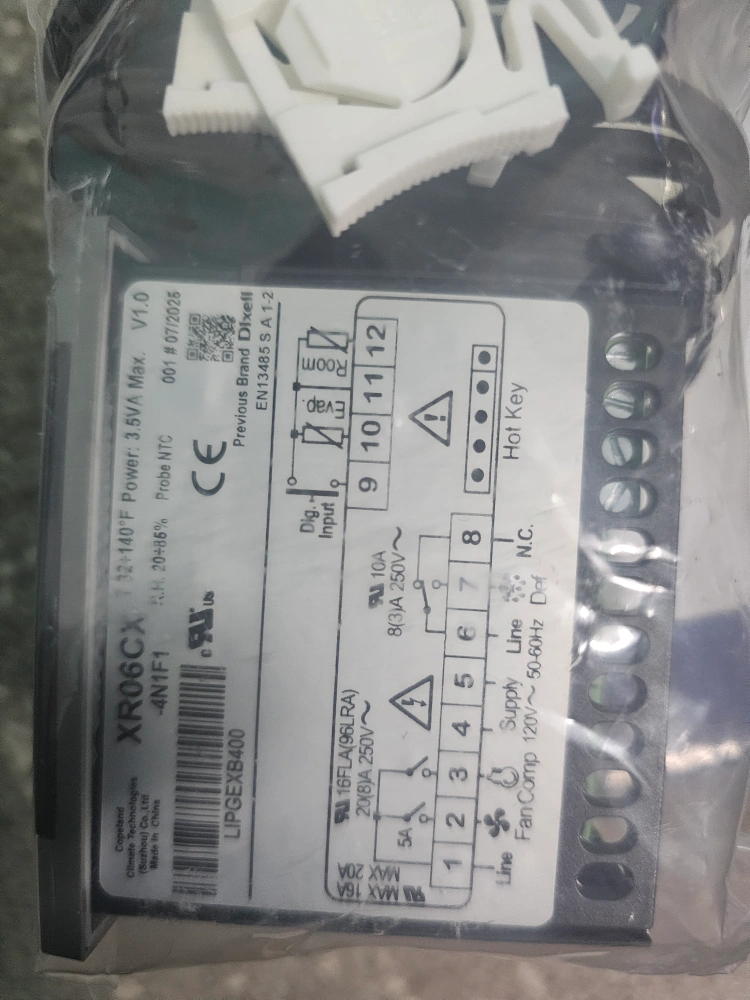 Copeland
Climate Technologies
(Suzhou) Co.,Ltd
Made In China
XR06CX
-4N1F1
T 32÷140°F Power: 3.5VA Max. V1.0
R.H. 20÷85% Probe NTC
001 # 07/2025
LIPGEXB400
c UL us
CE
Previous Brand Dixell
EN13485 S A 1-2
MAX 16A
MAX 20A
16FLA(96LRA)
20(8)A 250V~
5A
10A
8(3)A 250V~
Dig.
Input
Evap.
Room
1 2 3 4 5 6 7 8
9 10 11 12
Line
Fan Comp
Supply
120V~ 50-60Hz
Line
Def
N.C.
Hot Key